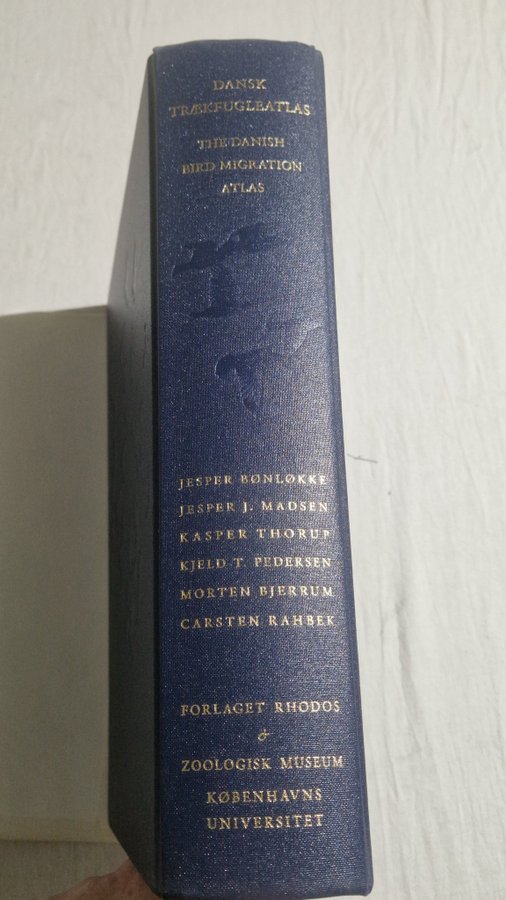 DANSK
TRÆKFUGLEATLAS
THE DANISH
BIRD MIGRATION
ATLAS
JESPER BØNLØKKE
JESPER J. MADSEN
KASPER THORUP
KJELD T. PEDERSEN
MORTEN BJERRUM
CARSTEN RAHBEK
FORLAGET RHODOS
&
ZOOLOGISK MUSEUM
KØBENHAVNS
UNIVERSITET